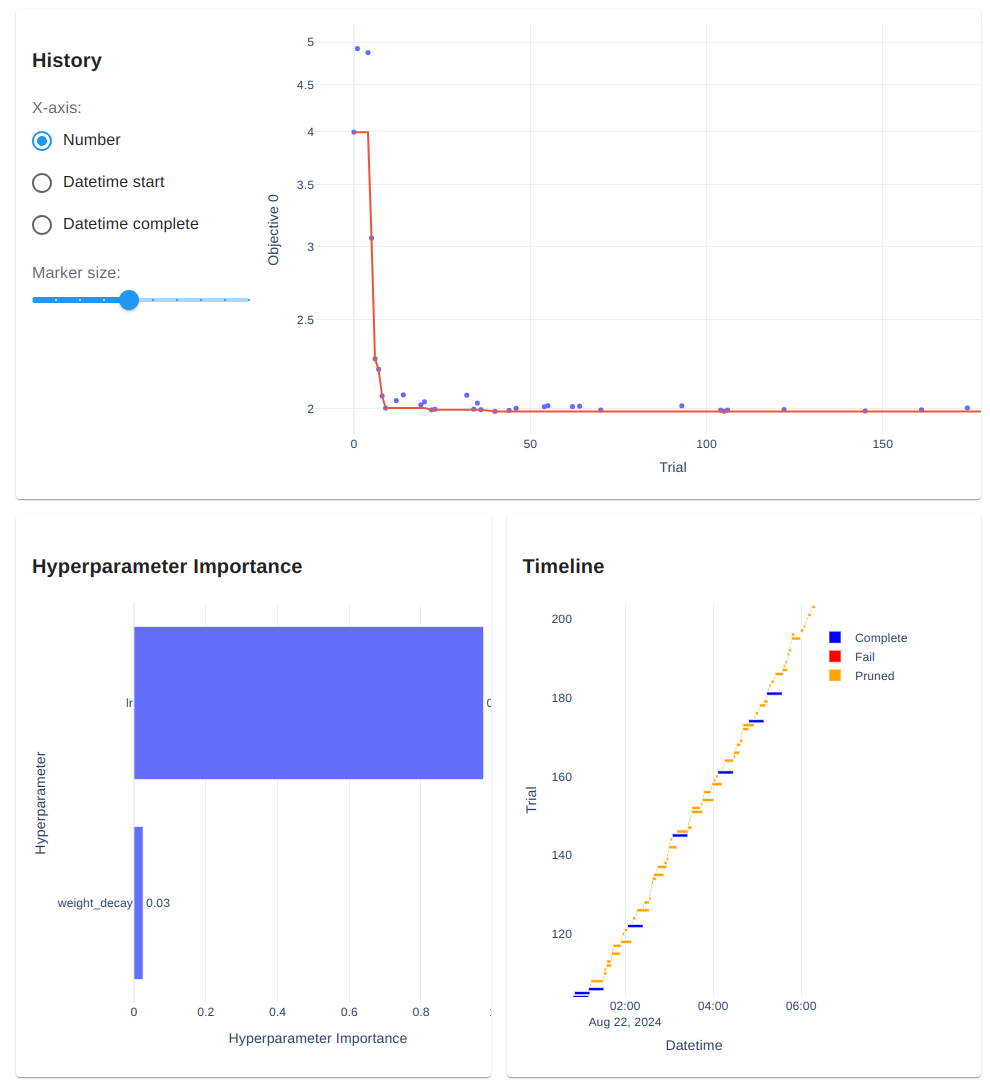 History
X-axis:
Number
Datetime start
Datetime complete
Marker size:
5
4.5
4
3.5
3
2.5
2
Objective 0
0
50
100
150
Trial
Hyperparameter Importance
lr
0
weight_decay
0.03
Hyperparameter
0
0.2
0.4
0.6
0.8
Hyperparameter Importance
Timeline
200
180
160
140
120
Trial
Complete
Fail
Pruned
02:00
04:00
06:00
Aug 22, 2024
Datetime